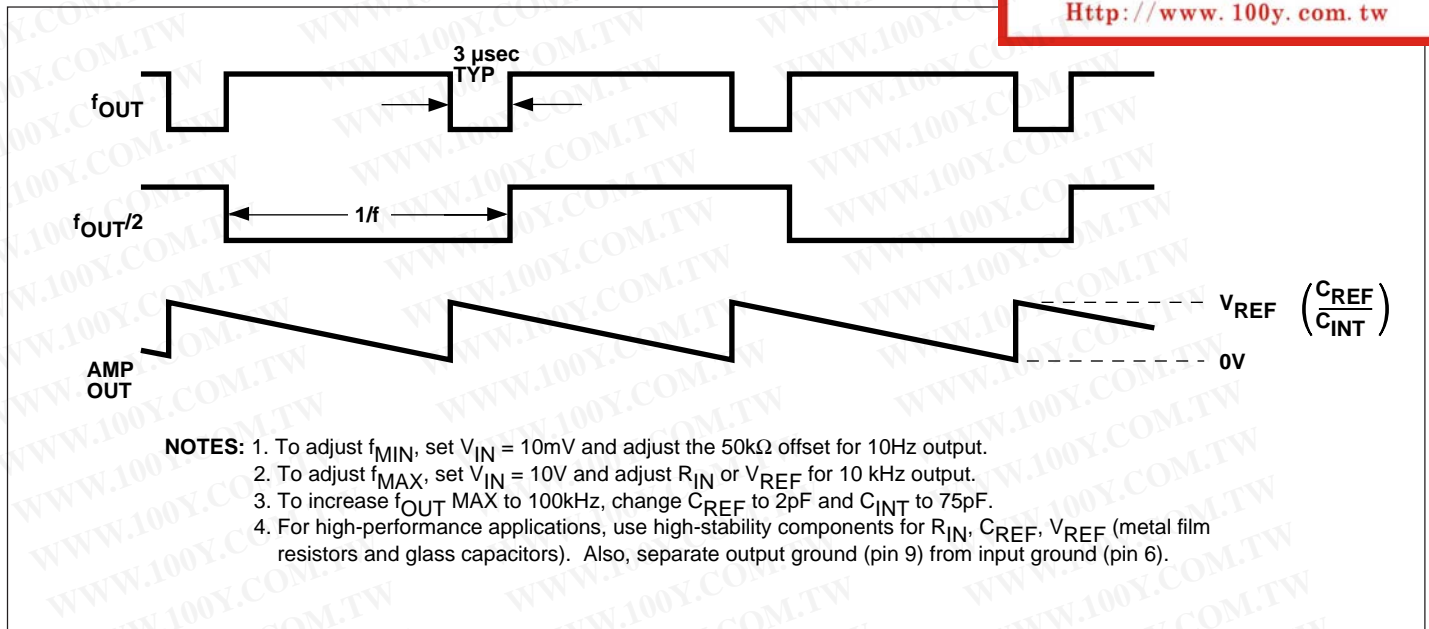 Http://www.100y.com.tw
3 µsec
TYP
fOUT
fOUT/2
1/f
VREF (CREF/CINT)
0V
AMP
OUT
NOTES: 1. To adjust fMIN, set VIN = 10mV and adjust the 50kΩ offset for 10Hz output.
2. To adjust fMAX, set VIN = 10V and adjust RIN or VREF for 10 kHz output.
3. To increase fOUT MAX to 100kHz, change CREF to 2pF and CINT to 75pF.
4. For high-performance applications, use high-stability components for RIN, CREF, VREF (metal film
resistors and glass capacitors). Also, separate output ground (pin 9) from input ground (pin 6).
WWW.100Y.COM.TW